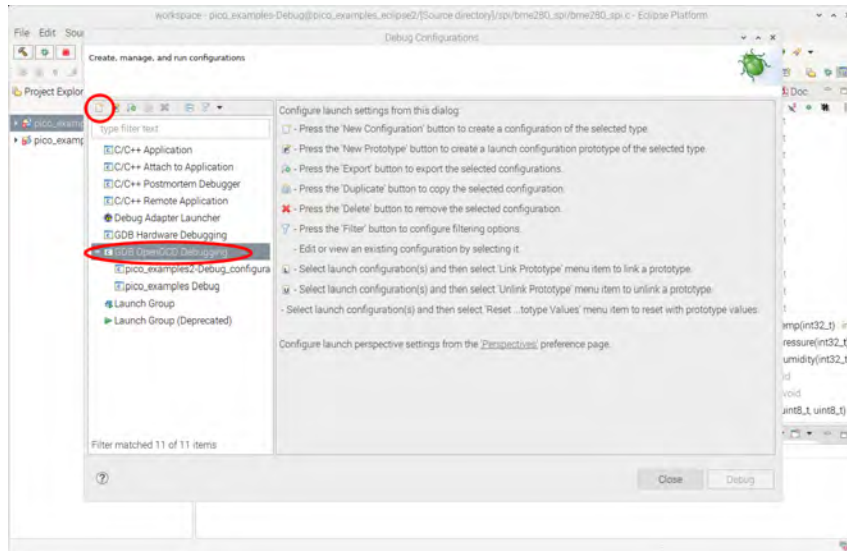 workspace - pico_examples-Debug@pico_examples_eclipse2/[Source directory]/spi/bme280_spi/bme280_spi.c - Eclipse Platform
File Edit Sou
Debug Configurations
Create, manage, and run configurations
Project Explor
Doc
type filter text
pico_examp
pico_examp
C/C++ Application
C/C++ Attach to Application
C/C++ Postmortem Debugger
C/C++ Remote Application
Debug Adapter Launcher
GDB Hardware Debugging
GDB OpenOCD Debugging
pico_examples2-Debug_configura
pico_examples Debug
Launch Group
Launch Group (Deprecated)
Filter matched 11 of 11 items
Configure launch settings from this dialog:
- Press the 'New Configuration' button to create a configuration of the selected type.
- Press the 'New Prototype' button to create a launch configuration prototype of the selected type.
- Press the 'Export' button to export the selected configurations.
- Press the 'Duplicate' button to copy the selected configuration.
- Press the 'Delete' button to remove the selected configuration.
- Press the 'Filter' button to configure filtering options.
- Edit or view an existing configuration by selecting it.
- Select launch configuration(s) and then select 'Link Prototype' menu item to link a prototype.
- Select launch configuration(s) and then select 'Unlink Prototype' menu item to unlink a prototype.
- Select launch configuration(s) and then select 'Reset ...totype Values' menu item to reset with prototype values.
Configure launch perspective settings from the 'Perspectives' preference page.
emp(int32_t)
ressure(int32_t
umidity(int32_t
id
void
uint8_t, uint8_t)
Close
Debug